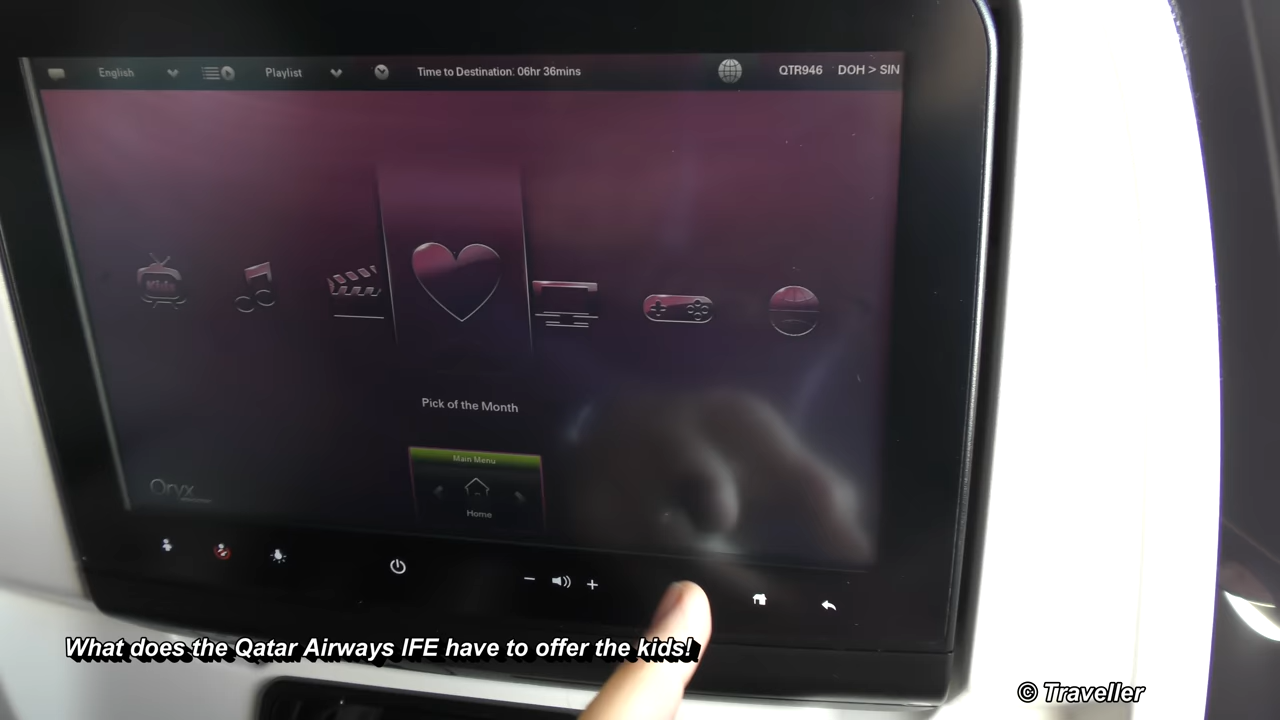 English
Playlist
Time to Destination: 06hr 36mins
QTR946 DOH > SIN
Kids
Pick of the Month
Main Menu
Home
Oryx
What does the Qatar Airways IFE have to offer the kids!
© Traveller